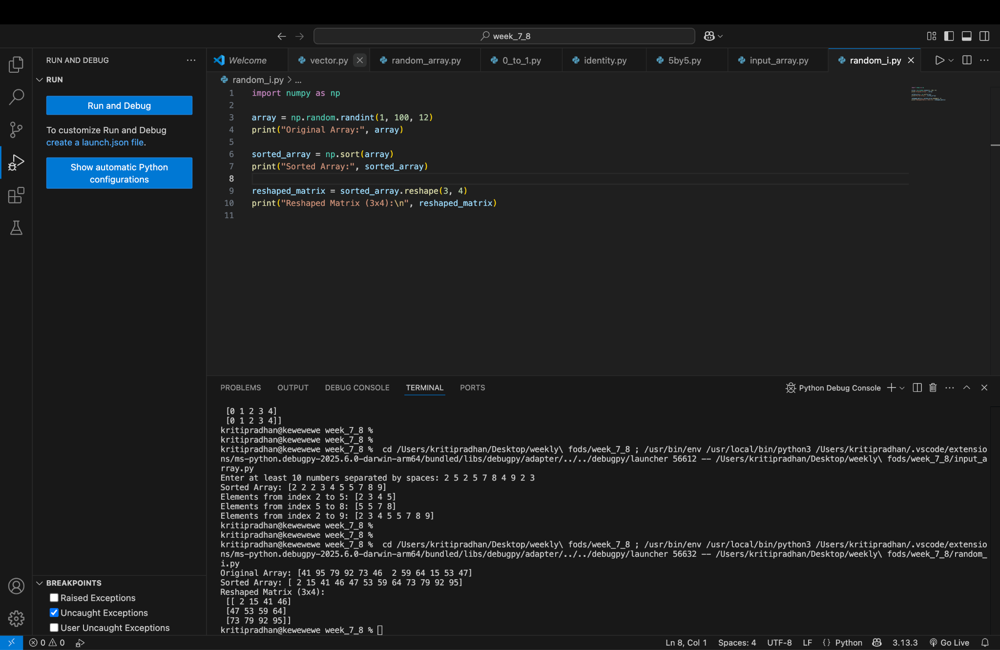 week_7_8
RUN AND DEBUG
RUN
Run and Debug
To customize Run and Debug
create a launch.json file.
Show automatic Python
configurations
Welcome
vector.py
random_array.py
0_to_1.py
identity.py
5by5.py
input_array.py
random_i.py
random_i.py > ...
1 import numpy as np
2
3 array = np.random.randint(1, 100, 12)
4 print("Original Array:", array)
5
6 sorted_array = np.sort(array)
7 print("Sorted Array:", sorted_array)
8
9 reshaped_matrix = sorted_array.reshape(3, 4)
10 print("Reshaped Matrix (3x4):\n", reshaped_matrix)
11
PROBLEMS
OUTPUT
DEBUG CONSOLE
TERMINAL
PORTS
Python Debug Console
[0 1 2 3 4]
[0 1 2 3 4]]
kritipradhan@kewewewe week_7_8 %
kritipradhan@kewewewe week_7_8 %
kritipradhan@kewewewe week_7_8 %  cd /Users/kritipradhan/Desktop/weekly\ fods/week_7_8 ; /usr/bin/env /usr/local/bin/python3 /Users/kritipradhan/.vscode/extensio
ns/ms-python.debugpy-2025.6.0-darwin-arm64/bundled/libs/debugpy/adapter/../../debugpy/launcher 56612 -- /Users/kritipradhan/Desktop/weekly\ fods/week_7_8/input_a
rray.py
Enter at least 10 numbers separated by spaces: 2 5 2 5 7 8 4 9 2 3
Sorted Array: [2 2 2 3 4 5 5 7 8 9]
Elements from index 2 to 5: [2 3 4 5]
Elements from index 5 to 8: [5 5 7 8]
Elements from index 2 to 9: [2 3 4 5 5 7 8 9]
kritipradhan@kewewewe week_7_8 %
kritipradhan@kewewewe week_7_8 %
kritipradhan@kewewewe week_7_8 %  cd /Users/kritipradhan/Desktop/weekly\ fods/week_7_8 ; /usr/bin/env /usr/local/bin/python3 /Users/kritipradhan/.vscode/extensio
ns/ms-python.debugpy-2025.6.0-darwin-arm64/bundled/libs/debugpy/adapter/../../debugpy/launcher 56632 -- /Users/kritipradhan/Desktop/weekly\ fods/week_7_8/random_
i.py
Original Array: [41 95 79 92 73 46  2 59 64 15 53 47]
Sorted Array: [ 2 15 41 46 47 53 59 64 73 79 92 95]
Reshaped Matrix (3x4):
[[ 2 15 41 46]
[47 53 59 64]
[73 79 92 95]]
kritipradhan@kewewewe week_7_8 %
BREAKPOINTS
Raised Exceptions
Uncaught Exceptions
User Uncaught Exceptions
0 0
Ln 8, Col 1
Spaces: 4
UTF-8
LF
{} Python
3.13.3
Go Live